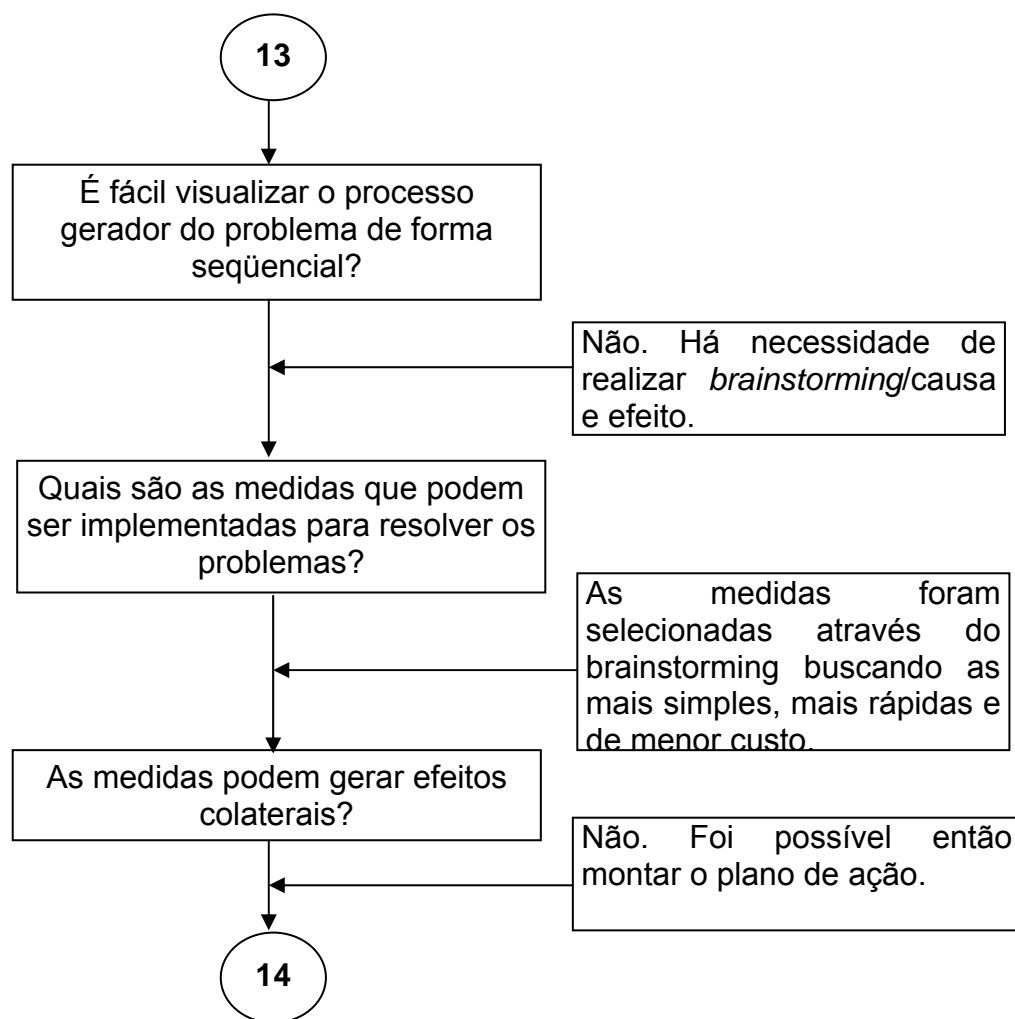 13
É fácil visualizar o processo
gerador do problema de forma
seqüencial?
Não. Há necessidade de
realizar brainstorming/causa
e efeito.
Quais são as medidas que podem
ser implementadas para resolver os
problemas?
As medidas foram
selecionadas através do
brainstorming buscando as
mais simples, mais rápidas e
de menor custo.
As medidas podem gerar efeitos
colaterais?
Não. Foi possível então
montar o plano de ação.
14